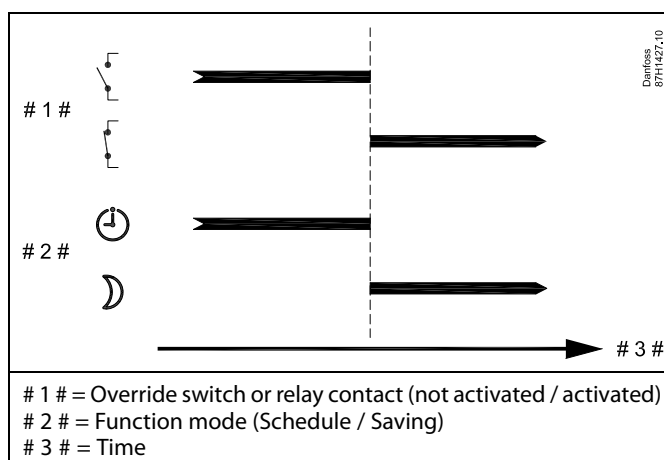 Danfoss
87H1427.10
# 1 #
# 2 #
# 3 #
# 1 # = Override switch or relay contact (not activated / activated)
# 2 # = Function mode (Schedule / Saving)
# 3 # = Time